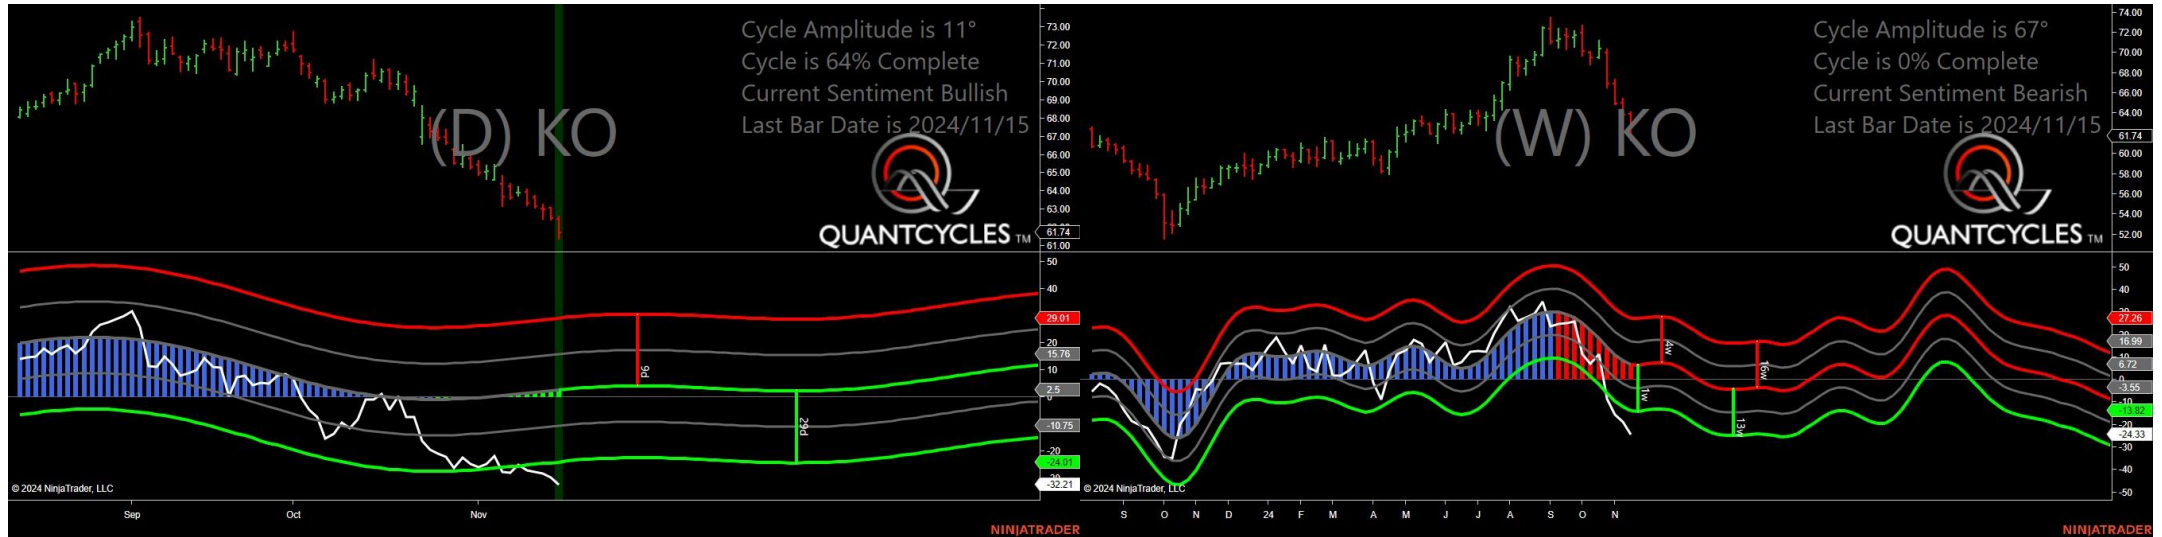 Cycle Amplitude is 11°
Cycle is 64% Complete
Current Sentiment Bullish
Last Bar Date is 2024/11/15
(D) KO
QUANTCYCLES TM
73.00
72.00
71.00
70.00
69.00
68.00
67.00
66.00
65.00
64.00
63.00
61.74
61.00
50
40
29.01
20
15.76
10
2.5
0
-10.75
-20
-24.01
-32.21
9d
29d
© 2024 NinjaTrader, LLC
Sep
Oct
Nov
NINJATRADER
Cycle Amplitude is 67°
Cycle is 0% Complete
Current Sentiment Bearish
Last Bar Date is 2024/11/15
(W) KO
QUANTCYCLES TM
74.00
72.00
70.00
68.00
66.00
64.00
61.74
60.00
58.00
56.00
54.00
52.00
50
40
27.26
16.99
10
6.72
0
-3.55
-10
-13.82
-20
-24.33
-30
-40
-50
4w
1w
16w
13w
© 2024 NinjaTrader, LLC
S O N D 24 F M A M J J A S O N
NINJATRADER